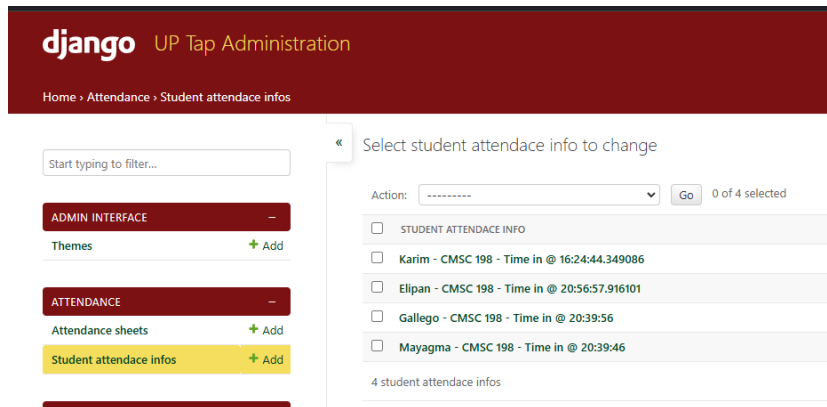 django UP Tap Administration
Home › Attendance › Student attendace infos
Start typing to filter...
ADMIN INTERFACE –
Themes + Add
ATTENDANCE –
Attendance sheets + Add
Student attendace infos + Add
«
Select student attendace info to change
Action: --------- Go 0 of 4 selected
STUDENT ATTENDACE INFO
Karim - CMSC 198 - Time in @ 16:24:44.349086
Elipan - CMSC 198 - Time in @ 20:56:57.916101
Gallego - CMSC 198 - Time in @ 20:39:56
Mayagma - CMSC 198 - Time in @ 20:39:46
4 student attendace infos